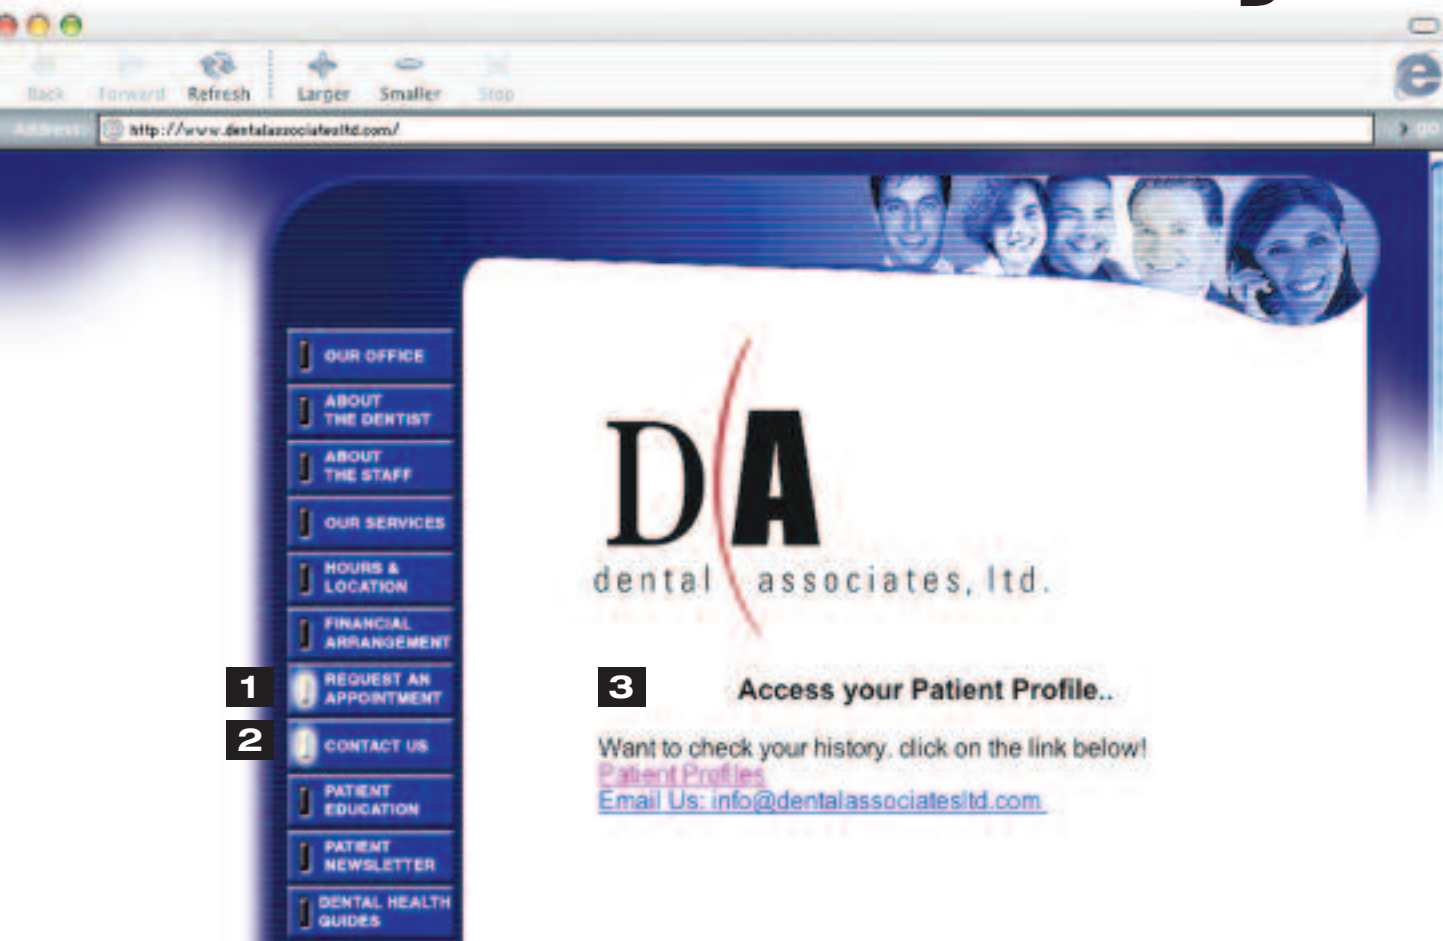 Back Forward Refresh Larger Smaller Stop
Address: http://www.dentalassociatesltd.com/ go
OUR OFFICE
ABOUT
THE DENTIST
ABOUT
THE STAFF
OUR SERVICES
HOURS &
LOCATION
FINANCIAL
ARRANGEMENT
1 REQUEST AN
APPOINTMENT
2 CONTACT US
PATIENT
EDUCATION
PATIENT
NEWSLETTER
DENTAL HEALTH
GUIDES
D A
dental associates, ltd.
3 Access your Patient Profile..
Want to check your history. click on the link below!
Patient Profiles
Email Us: info@dentalassociatesltd.com